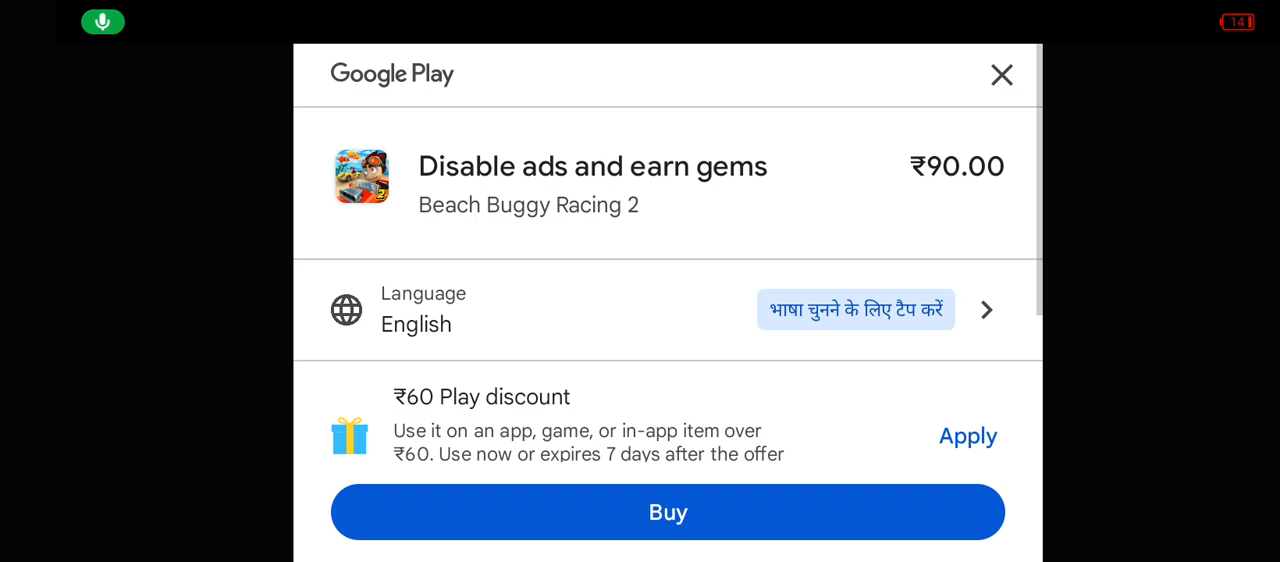 14
Google Play
Disable ads and earn gems
₹90.00
Beach Buggy Racing 2
2
Language
English
भाषा चुनने के लिए टैप करें
₹60 Play discount
Use it on an app, game, or in-app item over
₹60. Use now or expires 7 days after the offer
Apply
Buy